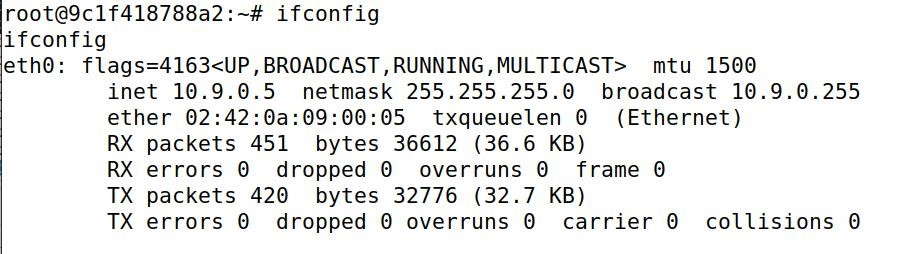 root@9c1f418788a2:~# ifconfig
ifconfig
eth0: flags=4163<UP,BROADCAST,RUNNING,MULTICAST>  mtu 1500
        inet 10.9.0.5  netmask 255.255.255.0  broadcast 10.9.0.255
        ether 02:42:0a:09:00:05  txqueuelen 0  (Ethernet)
        RX packets 451  bytes 36612 (36.6 KB)
        RX errors 0  dropped 0  overruns 0  frame 0
        TX packets 420  bytes 32776 (32.7 KB)
        TX errors 0  dropped 0 overruns 0  carrier 0  collisions 0